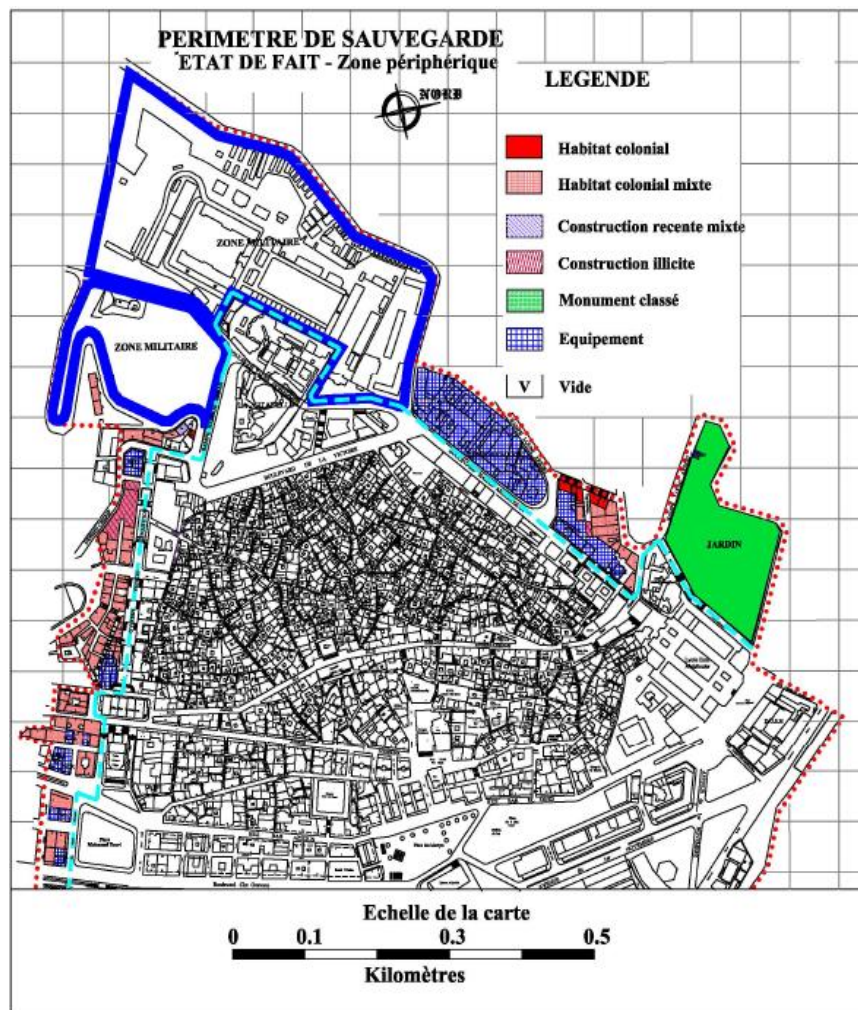 PERIMETRE DE SAUVEGARDE
ETAT DE FAIT - Zone périphérique
NORD
LEGENDE
Habitat colonial
Habitat colonial mixte
Construction recente mixte
Construction illicite
Monument classé
Equipement
V Vide
ZONE MILITAIRE
ZONE MILITAIRE
BOULEVARD DE LA VICTOIRE
JARDIN
Echelle de la carte
0 0.1 0.3 0.5
Kilomètres